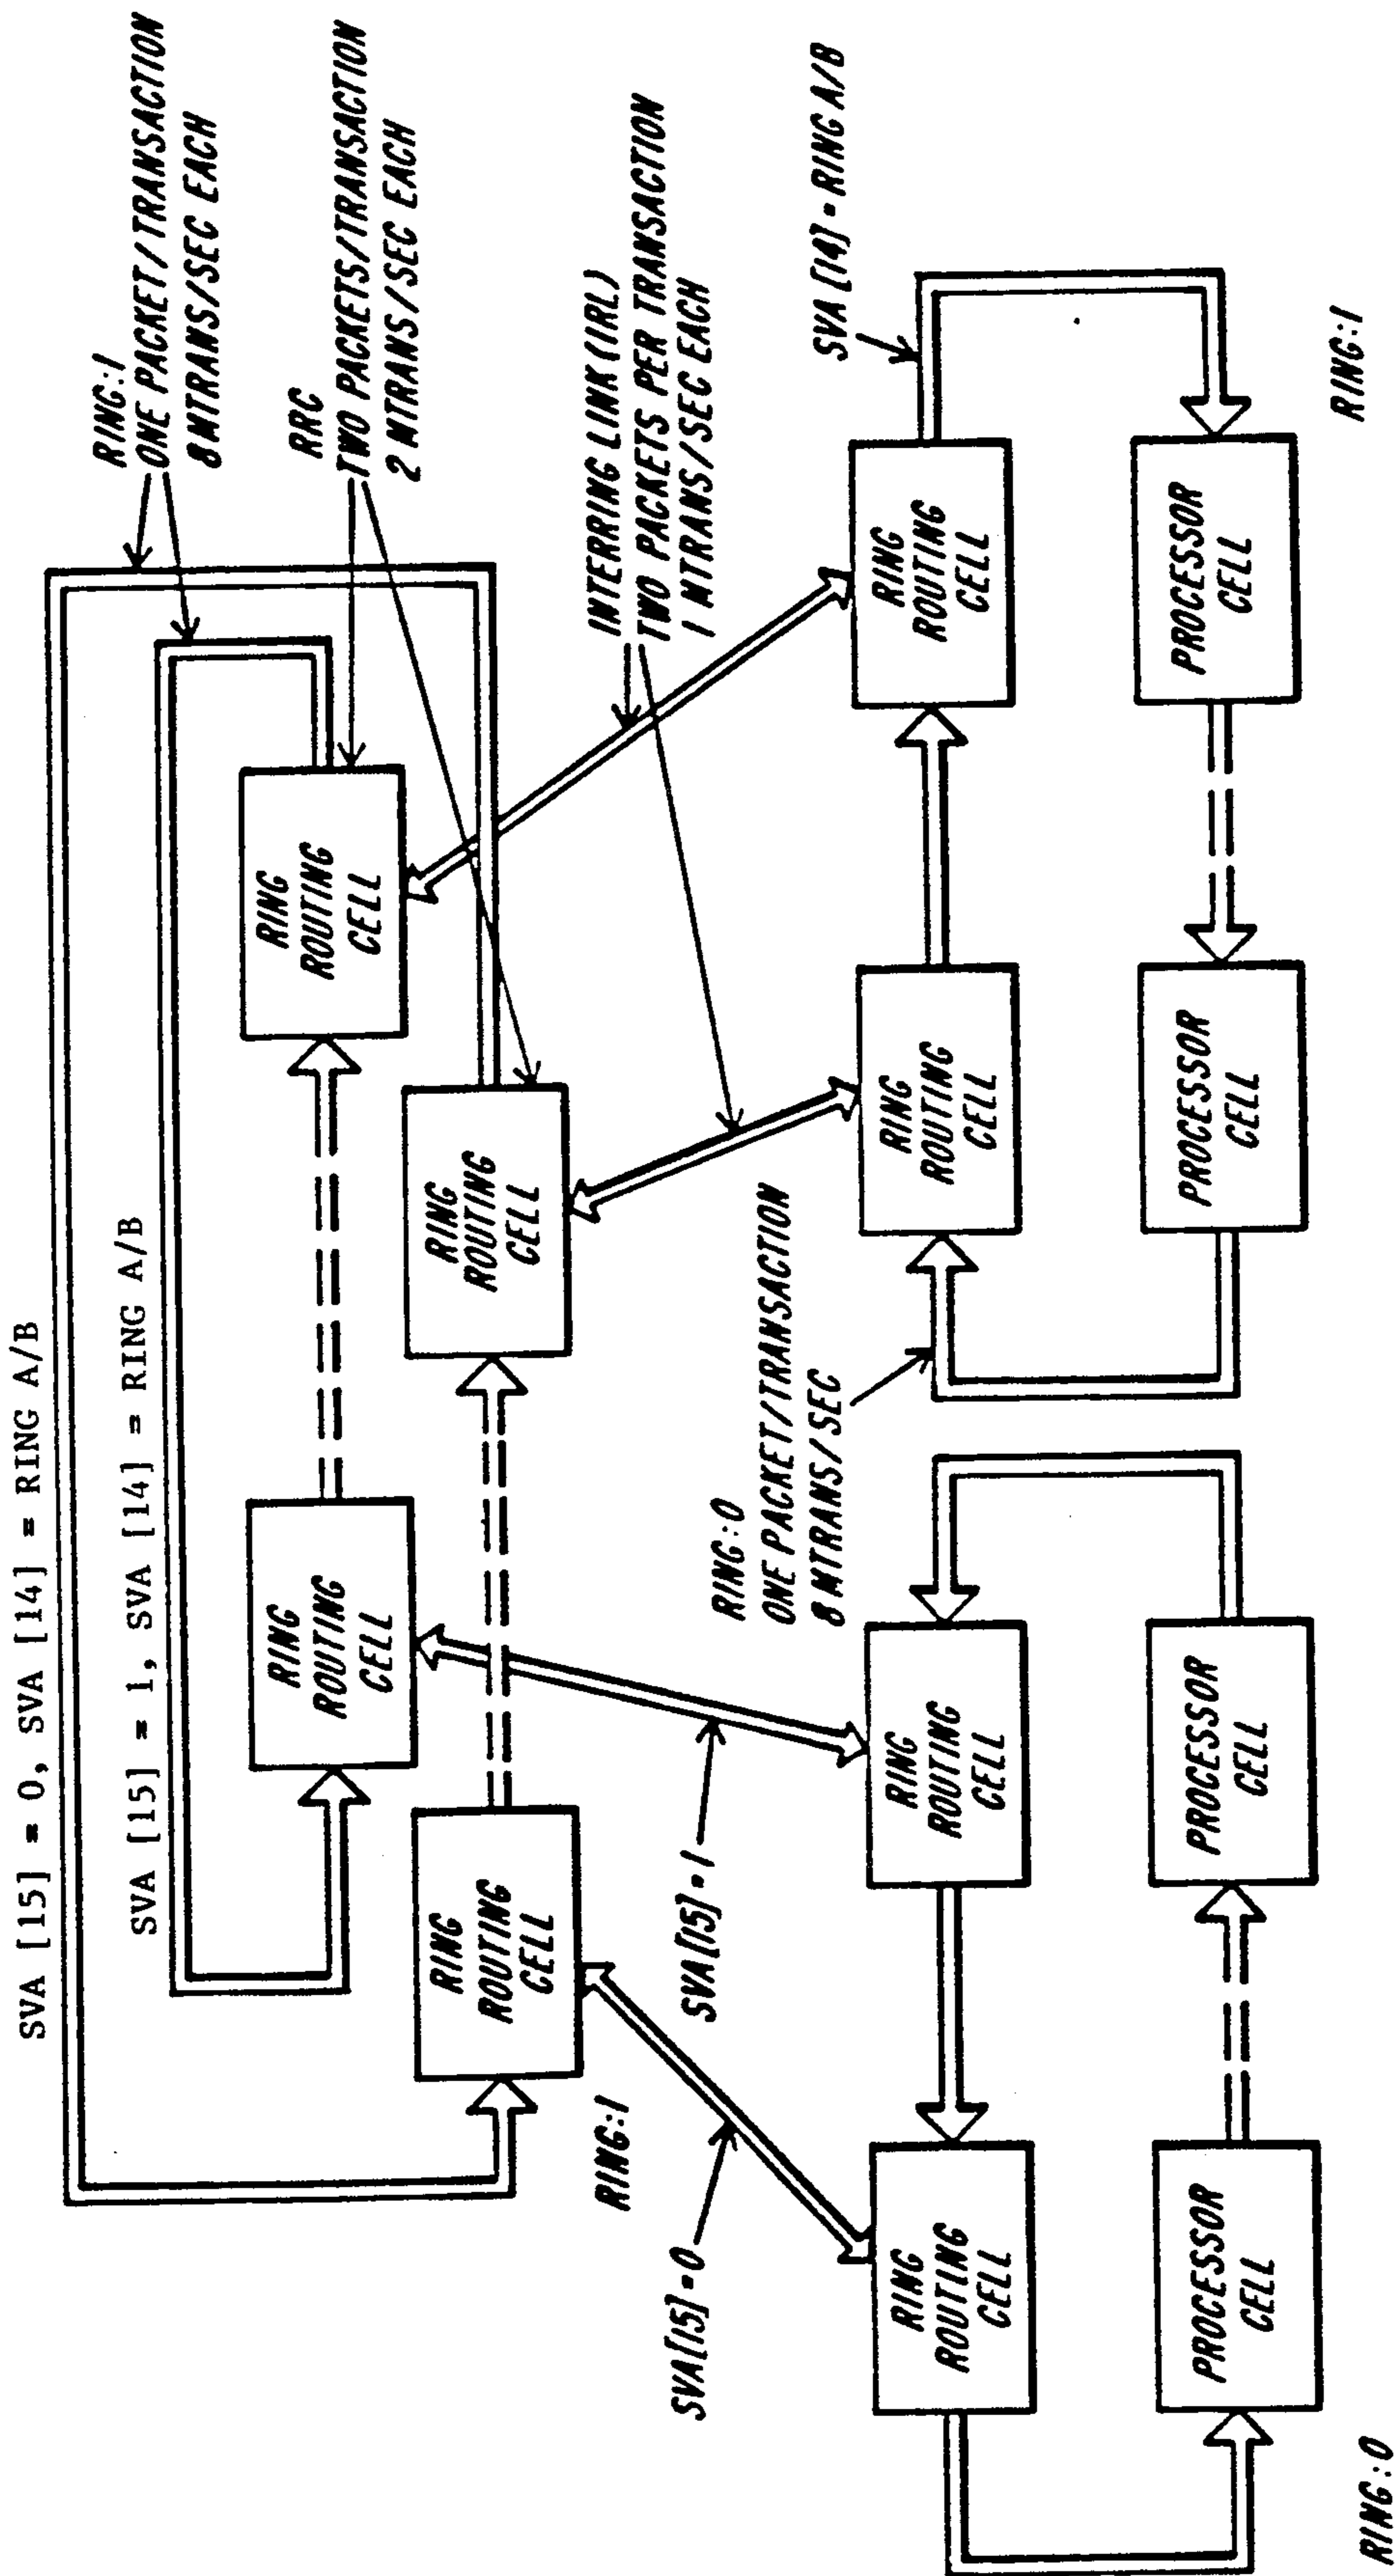 SVA [15] = 0, SVA [14] = RING A/B
SVA [15] = 1, SVA [14] = RING A/B
RING:1
ONE PACKET/TRANSACTION
8 MTRANS/SEC EACH
RRC
TWO PACKETS/TRANSACTION
2 MTRANS/SEC EACH
INTERRING LINK (IRL)
TWO PACKETS PER TRANSACTION
1 MTRANS/SEC EACH
SVA [14] = RING A/B
RING
ROUTING
CELL
RING
ROUTING
CELL
RING
ROUTING
CELL
RING
ROUTING
CELL
RING:1
SVA[15]=0
SVA[15]=1
RING:0
ONE PACKET/TRANSACTION
8 MTRANS/SEC
RING
ROUTING
CELL
RING
ROUTING
CELL
RING
ROUTING
CELL
RING
ROUTING
CELL
PROCESSOR
CELL
PROCESSOR
CELL
PROCESSOR
CELL
PROCESSOR
CELL
RING:0
RING:1